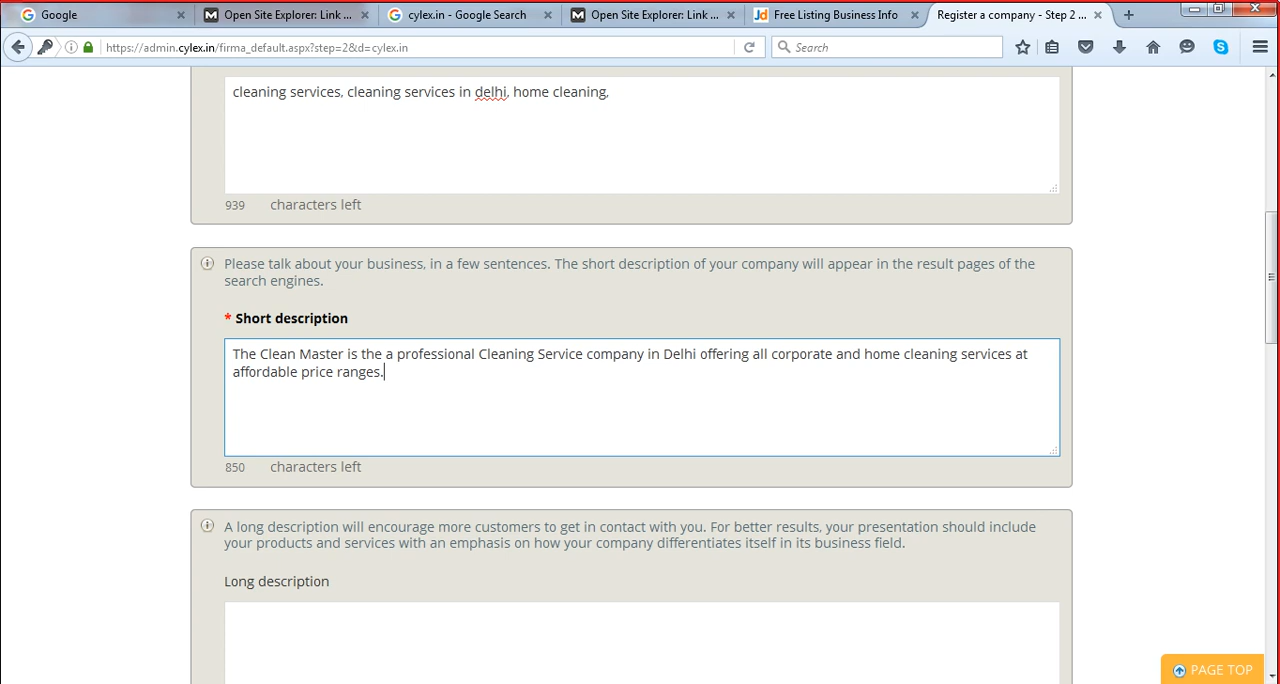 Google
Open Site Explorer: Link ...
cylex.in - Google Search
Open Site Explorer: Link ...
Jd Free Listing Business Info
Register a company - Step 2 ...
https://admin.cylex.in/firma_default.aspx?step=2&d=cylex.in
Search
cleaning services, cleaning services in delhi, home cleaning,
939 characters left
Please talk about your business, in a few sentences. The short description of your company will appear in the result pages of the
search engines.
* Short description
The Clean Master is the a professional Cleaning Service company in Delhi offering all corporate and home cleaning services at
affordable price ranges.
850 characters left
A long description will encourage more customers to get in contact with you. For better results, your presentation should include
your products and services with an emphasis on how your company differentiates itself in its business field.
Long description
PAGE TOP